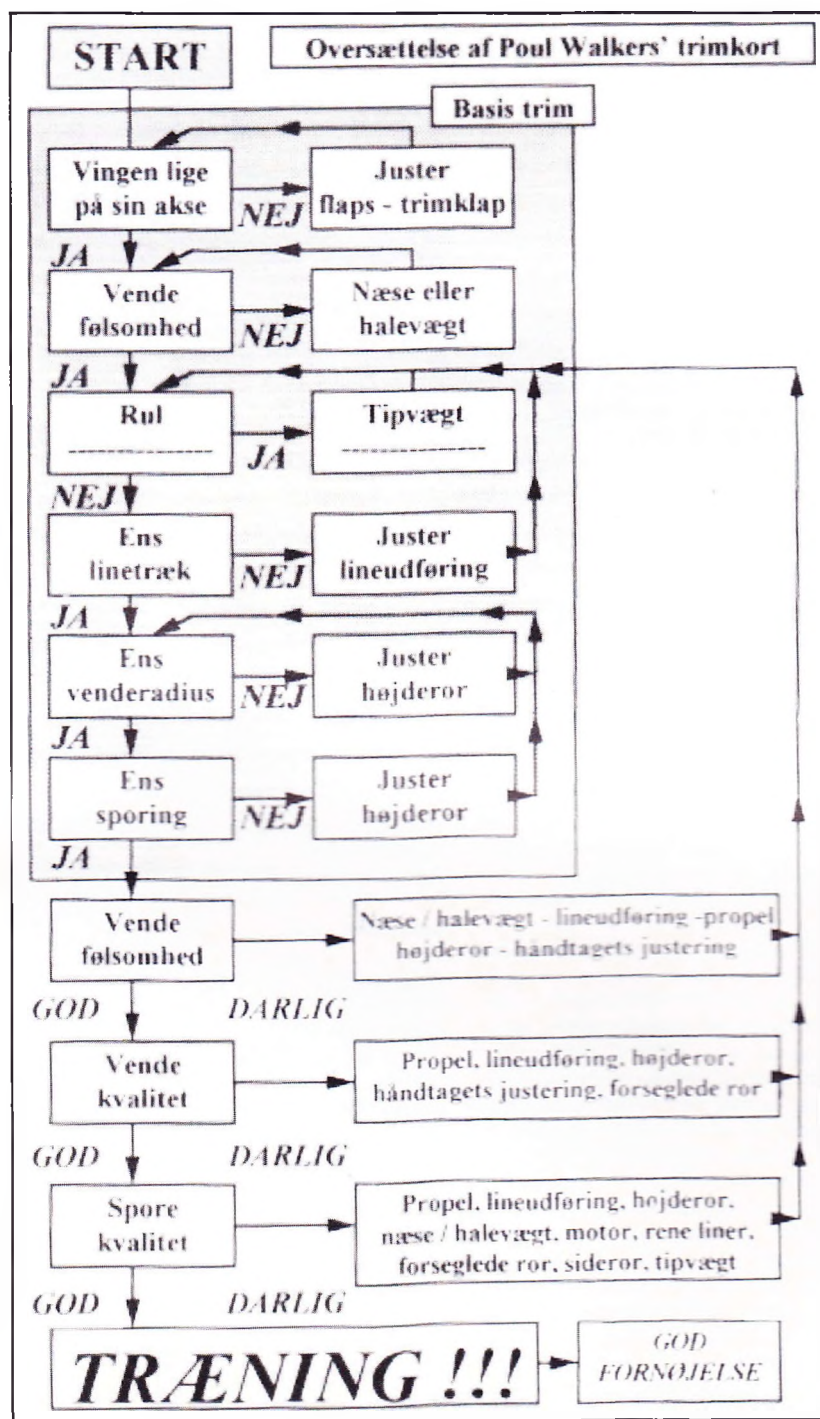 START
Oversættelse af Poul Walkers' trimkort
Basis trim
Vingen lige
på sin akse
NEJ
Juster
flaps - trimklap
JA
Vende
følsomhed
NEJ
Næse eller
halevægt
JA
Rul
JA
Tipvægt
NEJ
Ens
linetræk
NEJ
Juster
lineudføring
JA
Ens
venderadius
NEJ
Juster
højderor
JA
Ens
sporing
NEJ
Juster
højderor
JA
Vende
følsomhed
Næse / halevægt - lineudføring -propel
højderor - håndtagets justering
GOD
DARLIG
Vende
kvalitet
Propel, lineudføring, højderor,
håndtagets justering, forseglede ror
GOD
DARLIG
Spore
kvalitet
Propel, lineudføring, højderor,
næse / halevægt, motor, rene liner,
forseglede ror, sideror, tipvægt
GOD
DARLIG
TRÆNING !!!
GOD
FORNØJELSE